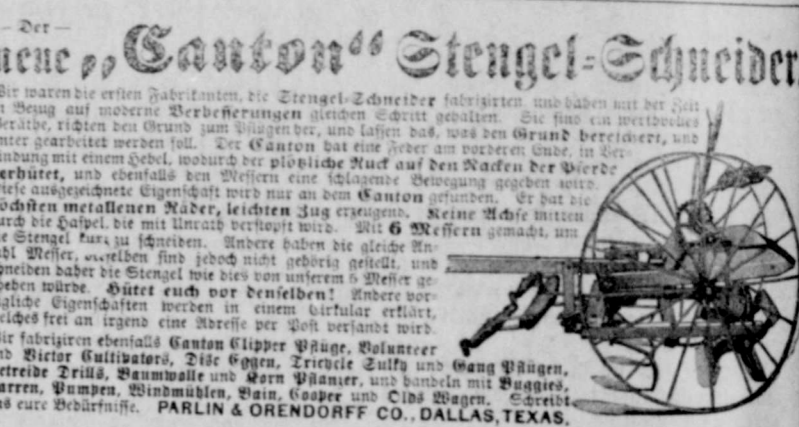 — Der —
neue „Canton“ Stengel-Schneider
Wir waren die ersten Fabrikanten, die Stengel-Schneider fabrizirten und haben mit der Zeit
in Bezug auf moderne Verbesserungen gleichen Schritt gehalten. Sie sind ein werthvolles
Geräthe, richten den Grund zum Pflügen her, und lassen das, was den Grund bereichert, und
unter gearbeitet werden soll. Der Canton hat eine Feder am vorderen Ende, in Ver-
bindung mit einem Hebel, wodurch der plötzliche Ruck auf den Nacken der Pferde
verhütet, und ebenfalls den Messern eine schlagende Bewegung gegeben wird.
Diese ausgezeichnete Eigenschaft wird nur an dem Canton gefunden. Er hat die
höchsten metallenen Räder, leichten Zug erzeugend. Keine Achse mitten
durch die Haspel, die mit Unrath verstopft wird. Mit 6 Messern gemacht, um
die Stengel kurz zu schneiden. Andere haben die gleiche An-
zahl Messer, dieselben sind jedoch nicht gehörig gestellt, und
schneiden daher die Stengel wie dies von unserem 5 Messer ge-
schehen würde. Hütet euch vor denselben! Andere vor-
zügliche Eigenschaften werden in einem Cirkular erklärt,
welches frei an irgend eine Adresse per Post versandt wird.
Wir fabriziren ebenfalls Canton Clipper Pflüge, Volunteer
und Victor Cultivators, Disc Eggen, Tricycle Sulky und Gang Pflügen,
Getreide Drills, Baumwolle und Korn Pflanzer, und handeln mit Buggies,
Karren, Pumpen, Windmühlen, Bain, Cooper und Olds Wagen. Schreibt
uns eure Bedürfnisse. PARLIN & ORENDORFF CO., DALLAS, TEXAS.